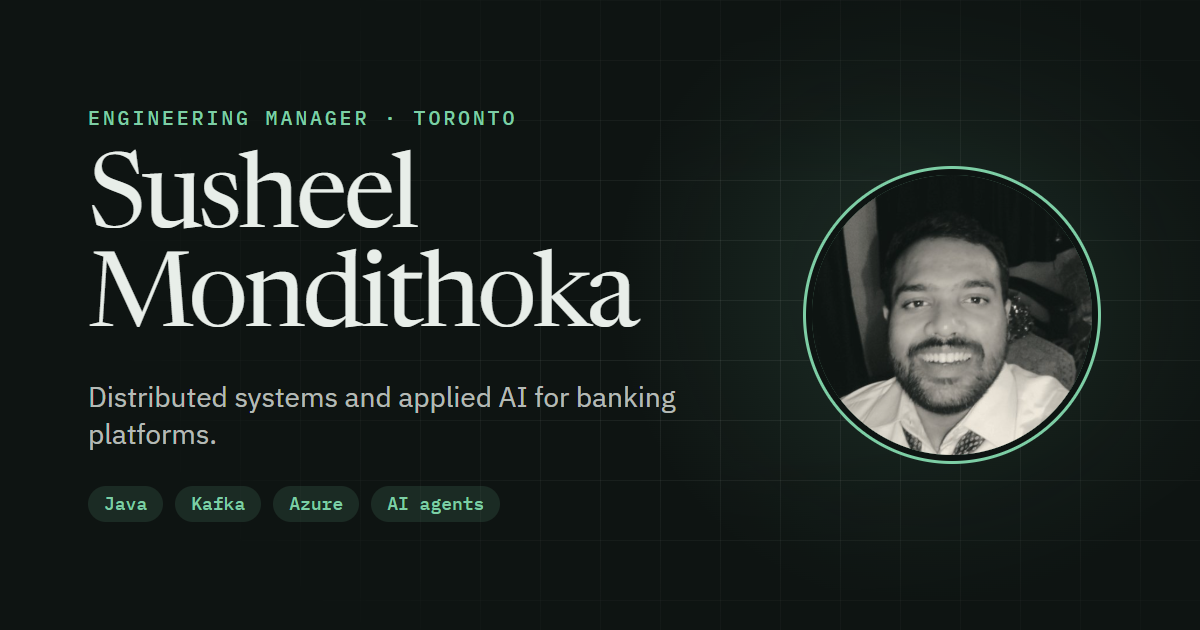 ENGINEERING MANAGER · TORONTO
Susheel
Mondithoka
Distributed systems and applied AI for banking
platforms.
Java Kafka Azure AI agents